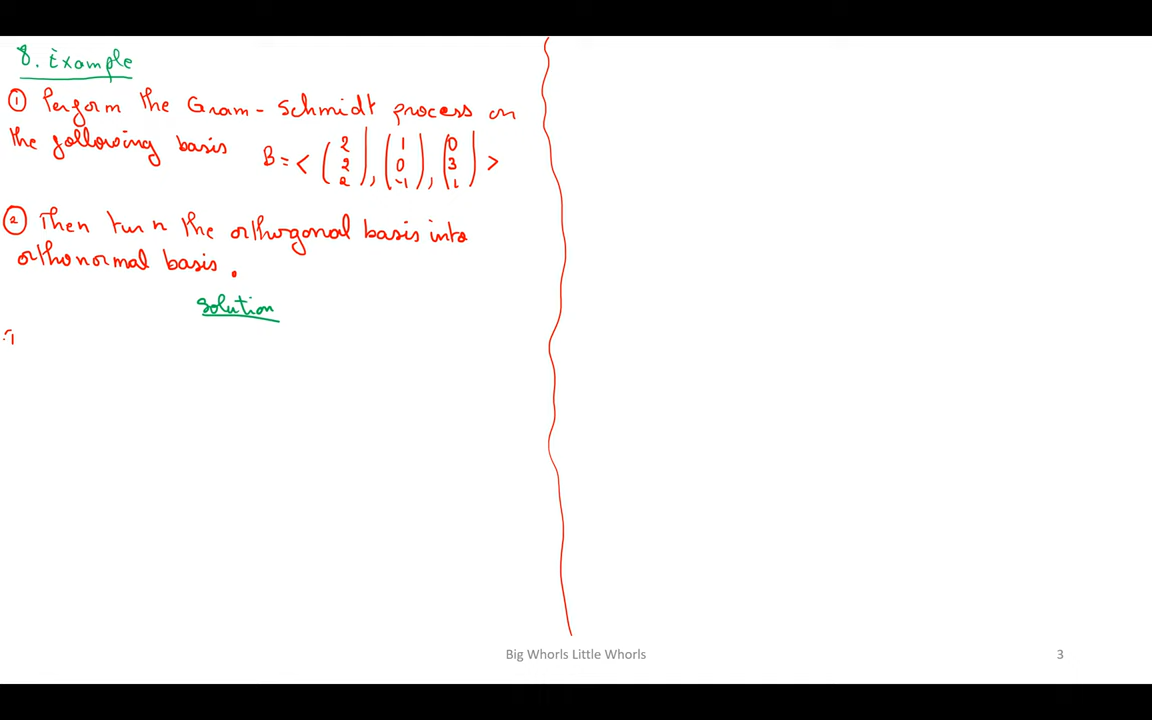 8. Example
① Perform the Gram-Schmidt process on
the following basis B = < (2 2 2), (1 0 -1), (0 3 1) >
② Then turn the orthogonal basis into
orthonormal basis.
Solution
Big Whorls Little Whorls
3